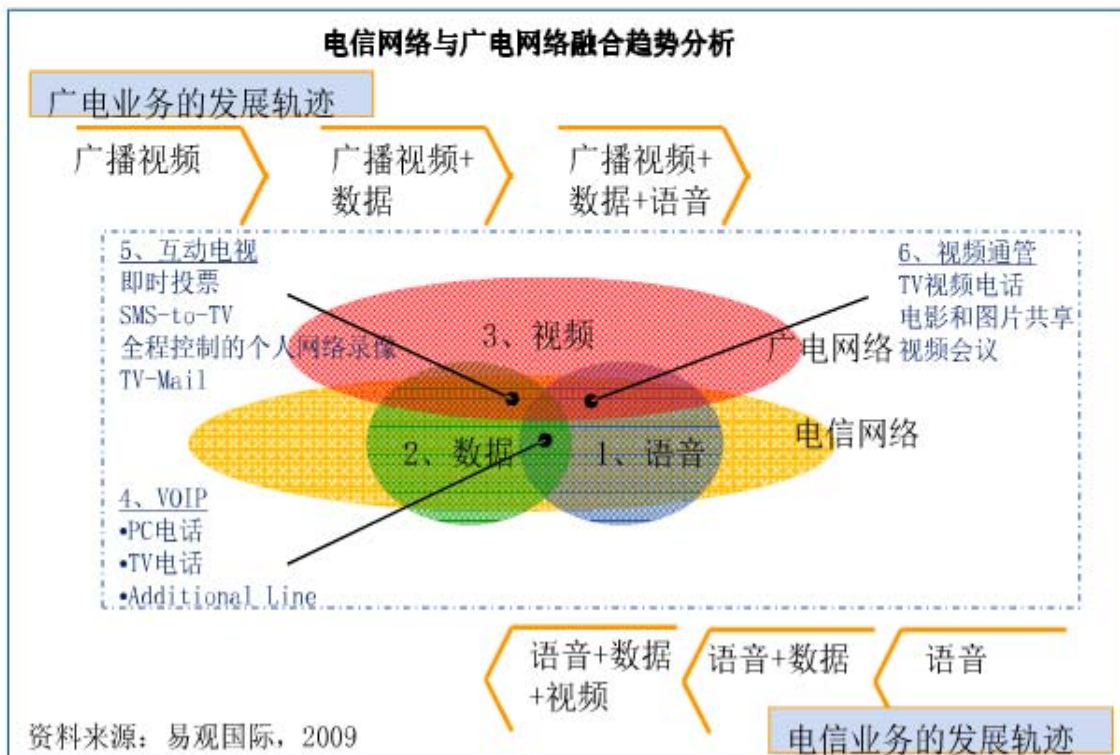 电信网络与广电网络融合趋势分析
广电业务的发展轨迹
广播视频
广播视频+
数据
广播视频+
数据+语音
5、互动电视
即时投票
SMS-to-TV
全程控制的个人网络录像
TV-Mail
6、视频通管
TV视频电话
电影和图片共享
视频会议
3、视频
广电网络
电信网络
2、数据
1、语音
4、VOIP
•PC电话
•TV电话
•Additional Line
语音+数据
+视频
语音+数据
语音
资料来源：易观国际，2009
电信业务的发展轨迹